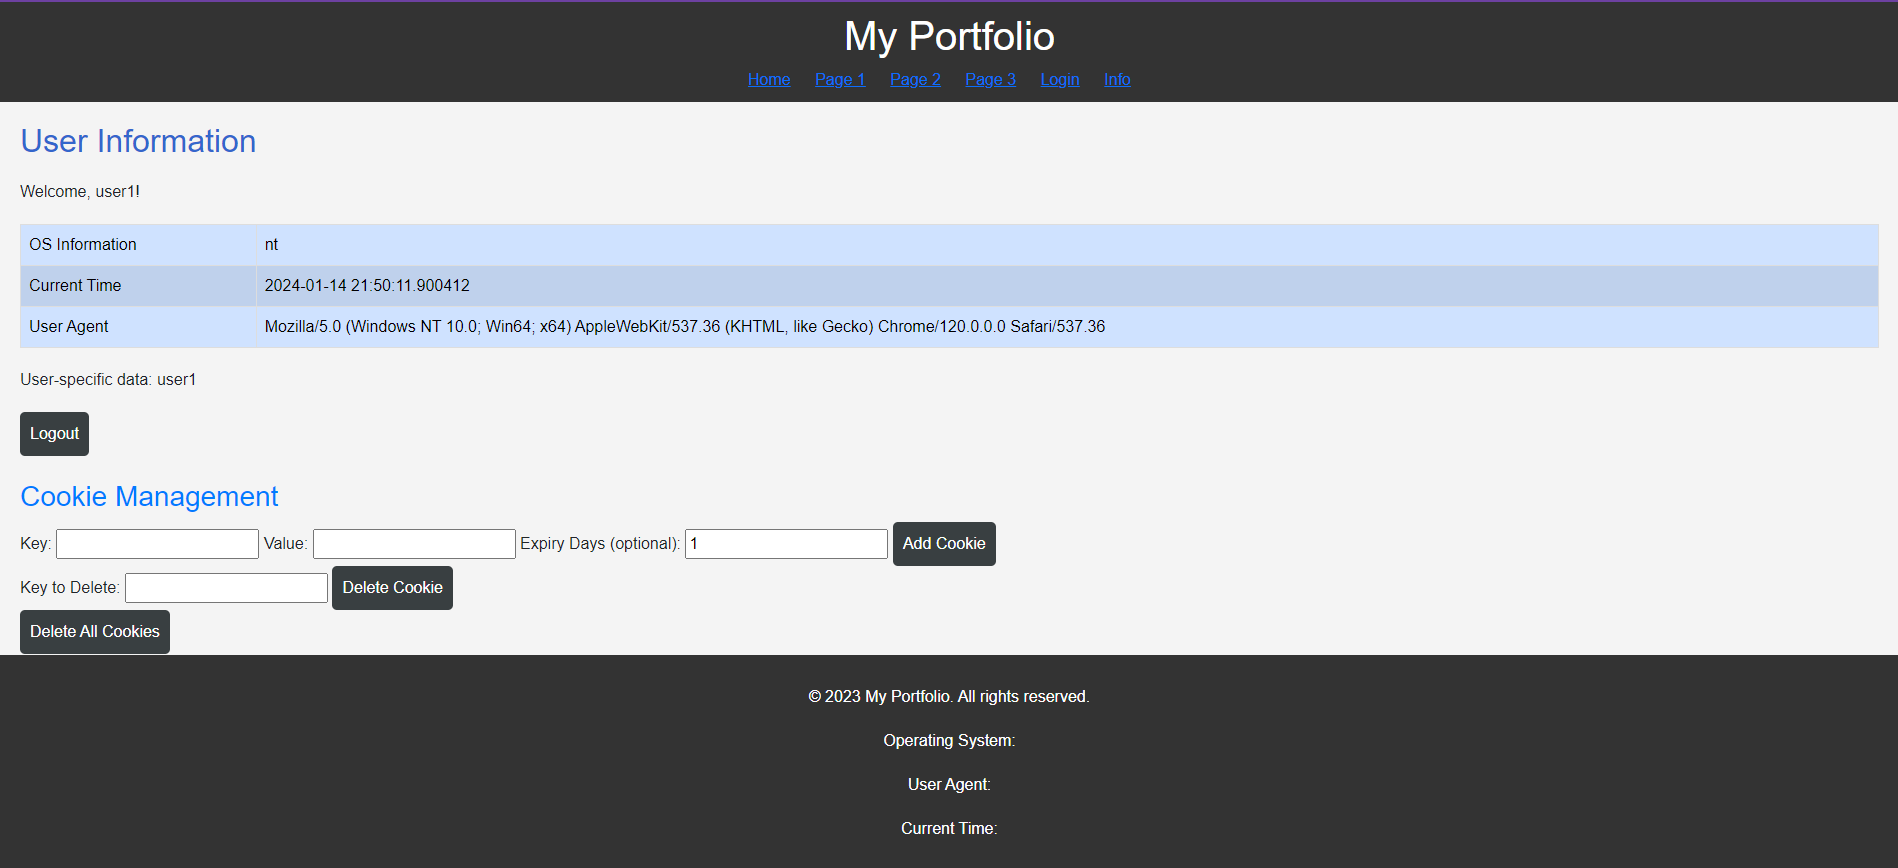 My Portfolio
Home Page 1 Page 2 Page 3 Login Info
User Information
Welcome, user1!
OS Information nt
Current Time 2024-01-14 21:50:11.900412
User Agent Mozilla/5.0 (Windows NT 10.0; Win64; x64) AppleWebKit/537.36 (KHTML, like Gecko) Chrome/120.0.0.0 Safari/537.36
User-specific data: user1
Logout
Cookie Management
Key: Value: Expiry Days (optional): 1 Add Cookie
Key to Delete: Delete Cookie
Delete All Cookies
© 2023 My Portfolio. All rights reserved.
Operating System:
User Agent:
Current Time: